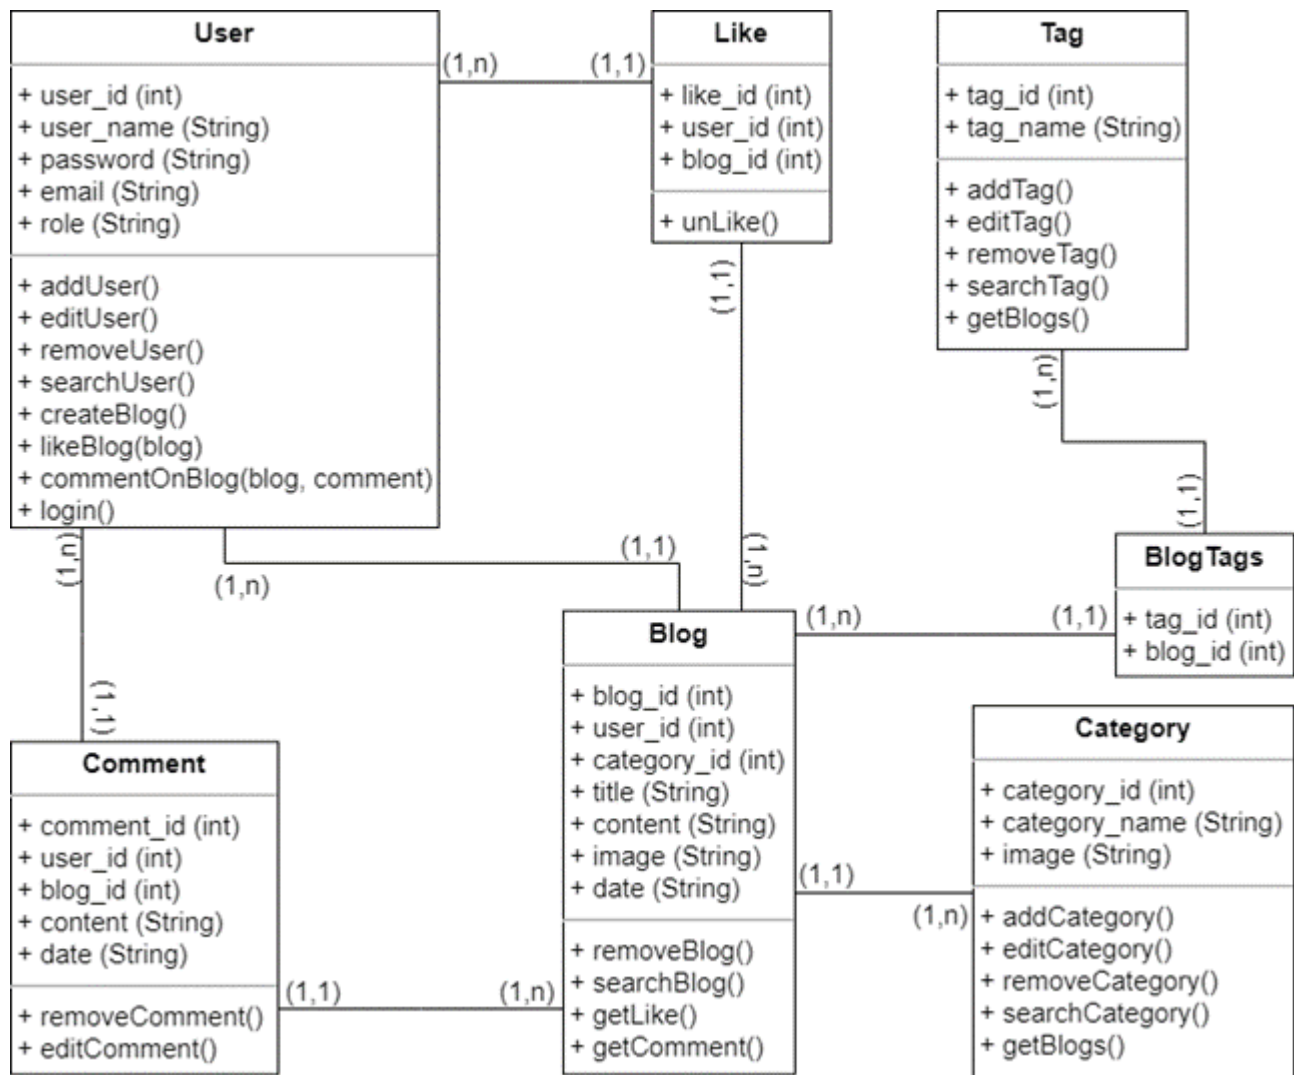 User
+ user_id (int)
+ user_name (String)
+ password (String)
+ email (String)
+ role (String)
+ addUser()
+ editUser()
+ removeUser()
+ searchUser()
+ createBlog()
+ likeBlog(blog)
+ commentOnBlog(blog, comment)
+ login()
(1,n)
(1,1)
Like
+ like_id (int)
+ user_id (int)
+ blog_id (int)
+ unLike()
(1,1)
(1,n)
Tag
+ tag_id (int)
+ tag_name (String)
+ addTag()
+ editTag()
+ removeTag()
+ searchTag()
+ getBlogs()
(1,n)
(1,1)
BlogTags
+ tag_id (int)
+ blog_id (int)
(1,n)
(1,1)
(1,n)
(1,1)
(1,n)
(1,1)
Comment
+ comment_id (int)
+ user_id (int)
+ blog_id (int)
+ content (String)
+ date (String)
+ removeComment()
+ editComment()
(1,1)
(1,n)
Blog
+ blog_id (int)
+ user_id (int)
+ category_id (int)
+ title (String)
+ content (String)
+ image (String)
+ date (String)
+ removeBlog()
+ searchBlog()
+ getLike()
+ getComment()
(1,1)
(1,n)
Category
+ category_id (int)
+ category_name (String)
+ image (String)
+ addCategory()
+ editCategory()
+ removeCategory()
+ searchCategory()
+ getBlogs()